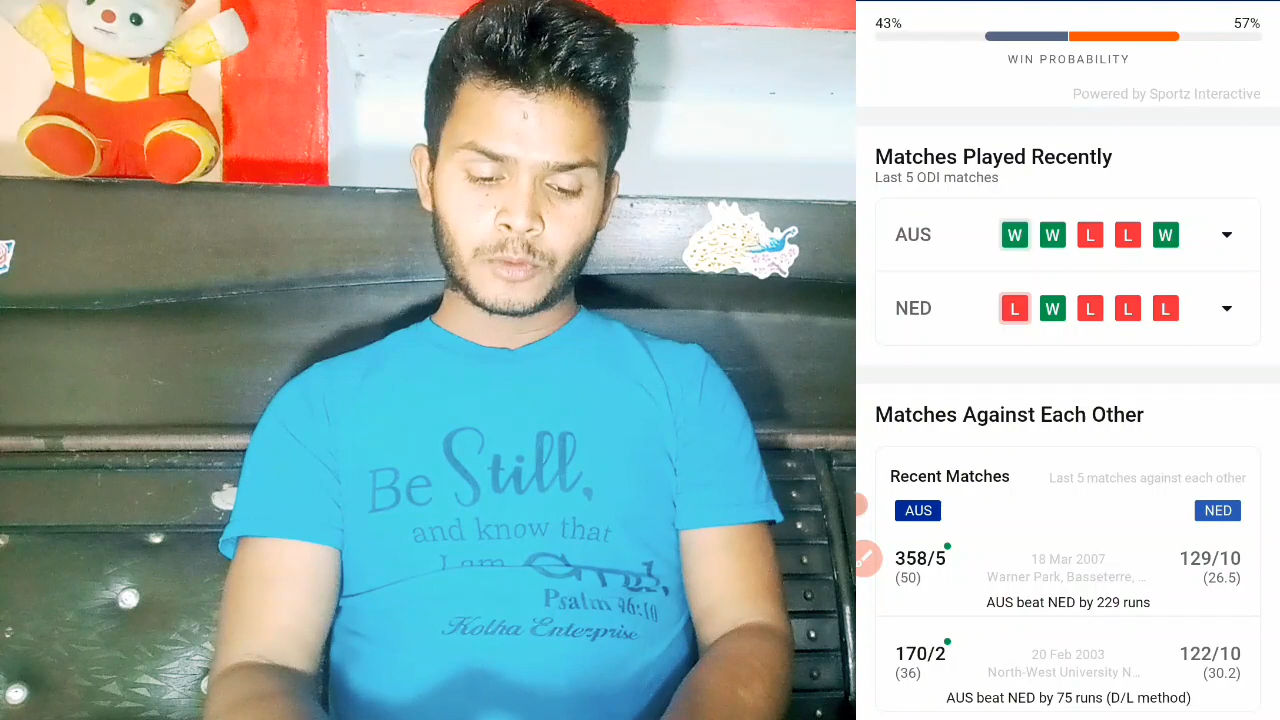 Be Still,
and know that
I am God,
Psalm 46:10
Kotha Enterprise
43%
57%
WIN PROBABILITY
Powered by Sportz Interactive
Matches Played Recently
Last 5 ODI matches
AUS W W L L W
NED L W L L L
Matches Against Each Other
Recent Matches
Last 5 matches against each other
AUS
NED
358/5
18 Mar 2007
129/10
(50)
Warner Park, Basseterre, ...
(26.5)
AUS beat NED by 229 runs
170/2
20 Feb 2003
122/10
(36)
North-West University N...
(30.2)
AUS beat NED by 75 runs (D/L method)